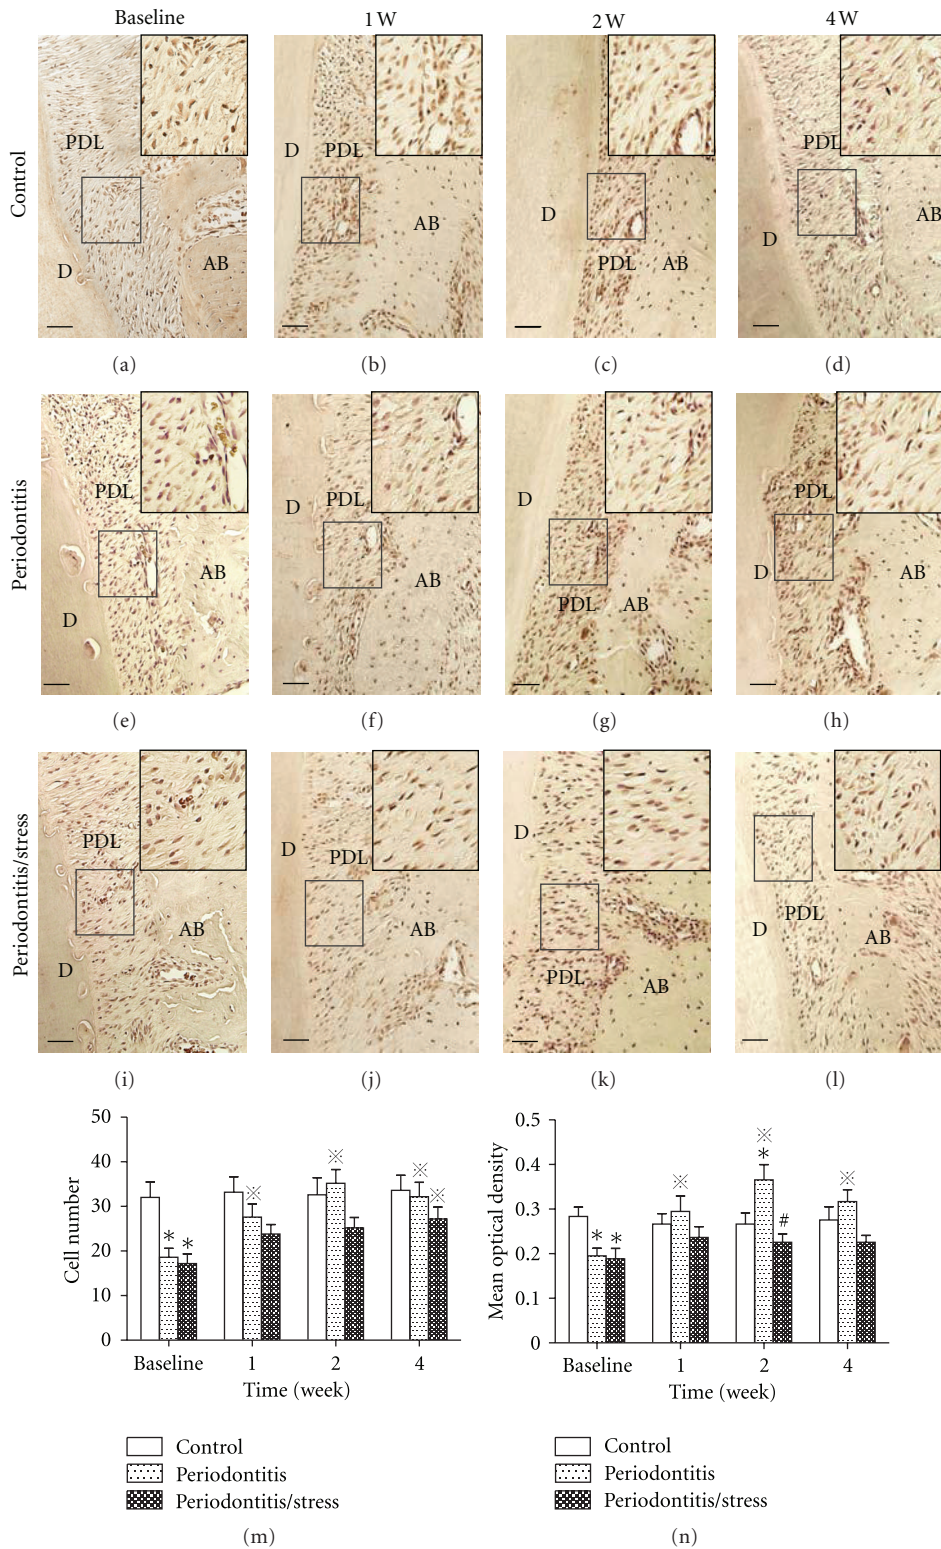 Baseline 1 W 2 W 4 W
Control
PDL D AB
D PDL AB
D PDL AB
PDL D AB
(a) (b) (c) (d)
Periodontitis
PDL AB D
D PDL AB
D PDL AB
PDL D AB
(e) (f) (g) (h)
Periodontitis/stress
PDL AB D
D PDL AB
D PDL AB
D PDL AB
(i) (j) (k) (l)
Cell number
50
40
30
20
10
0
※ ※ ※ ※
* *
Baseline 1 2 4
Time (week)
Control
Periodontitis
Periodontitis/stress
(m)
Mean optical density
0.5
0.4
0.3
0.2
0.1
0
※
* ※ ※
#
* *
Baseline 1 2 4
Time (week)
Control
Periodontitis
Periodontitis/stress
(n)